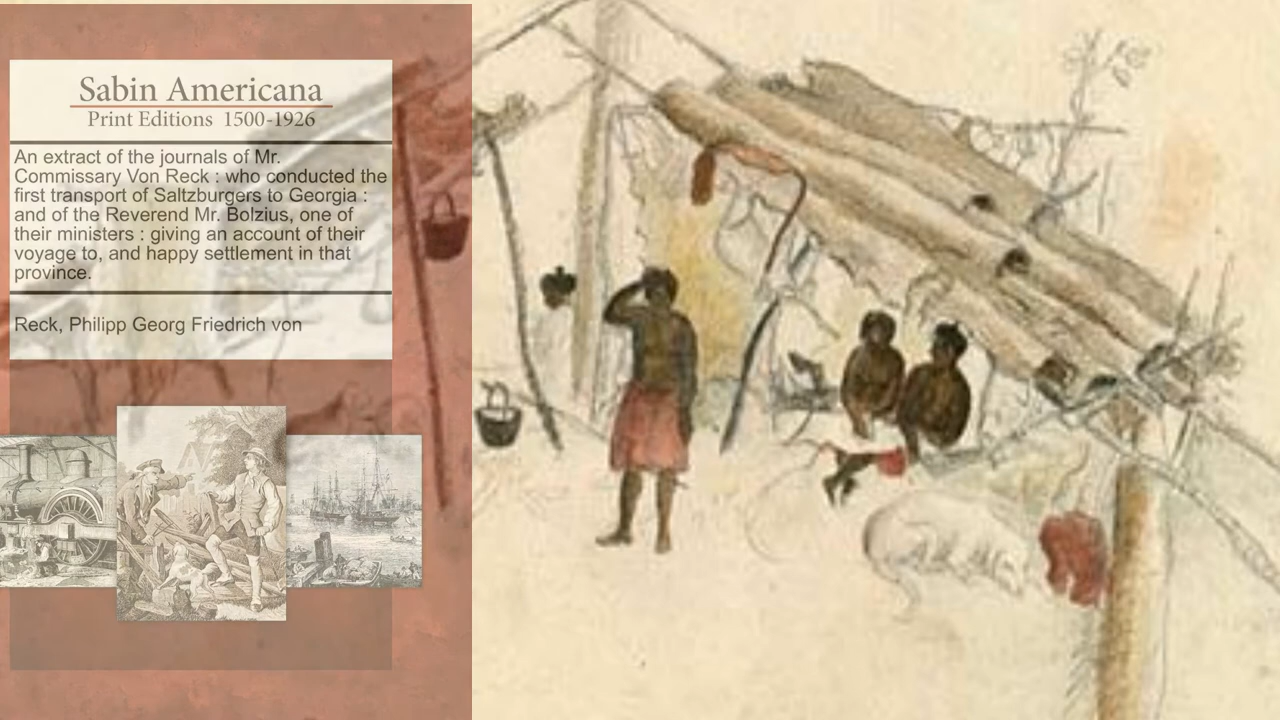 Sabin Americana
Print Editions 1500-1926
An extract of the journals of Mr.
Commissary Von Reck : who conducted the
first transport of Saltzburgers to Georgia :
and of the Reverend Mr. Bolzius, one of
their ministers : giving an account of their
voyage to, and happy settlement in that
province.
Reck, Philipp Georg Friedrich von